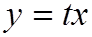 y = tx